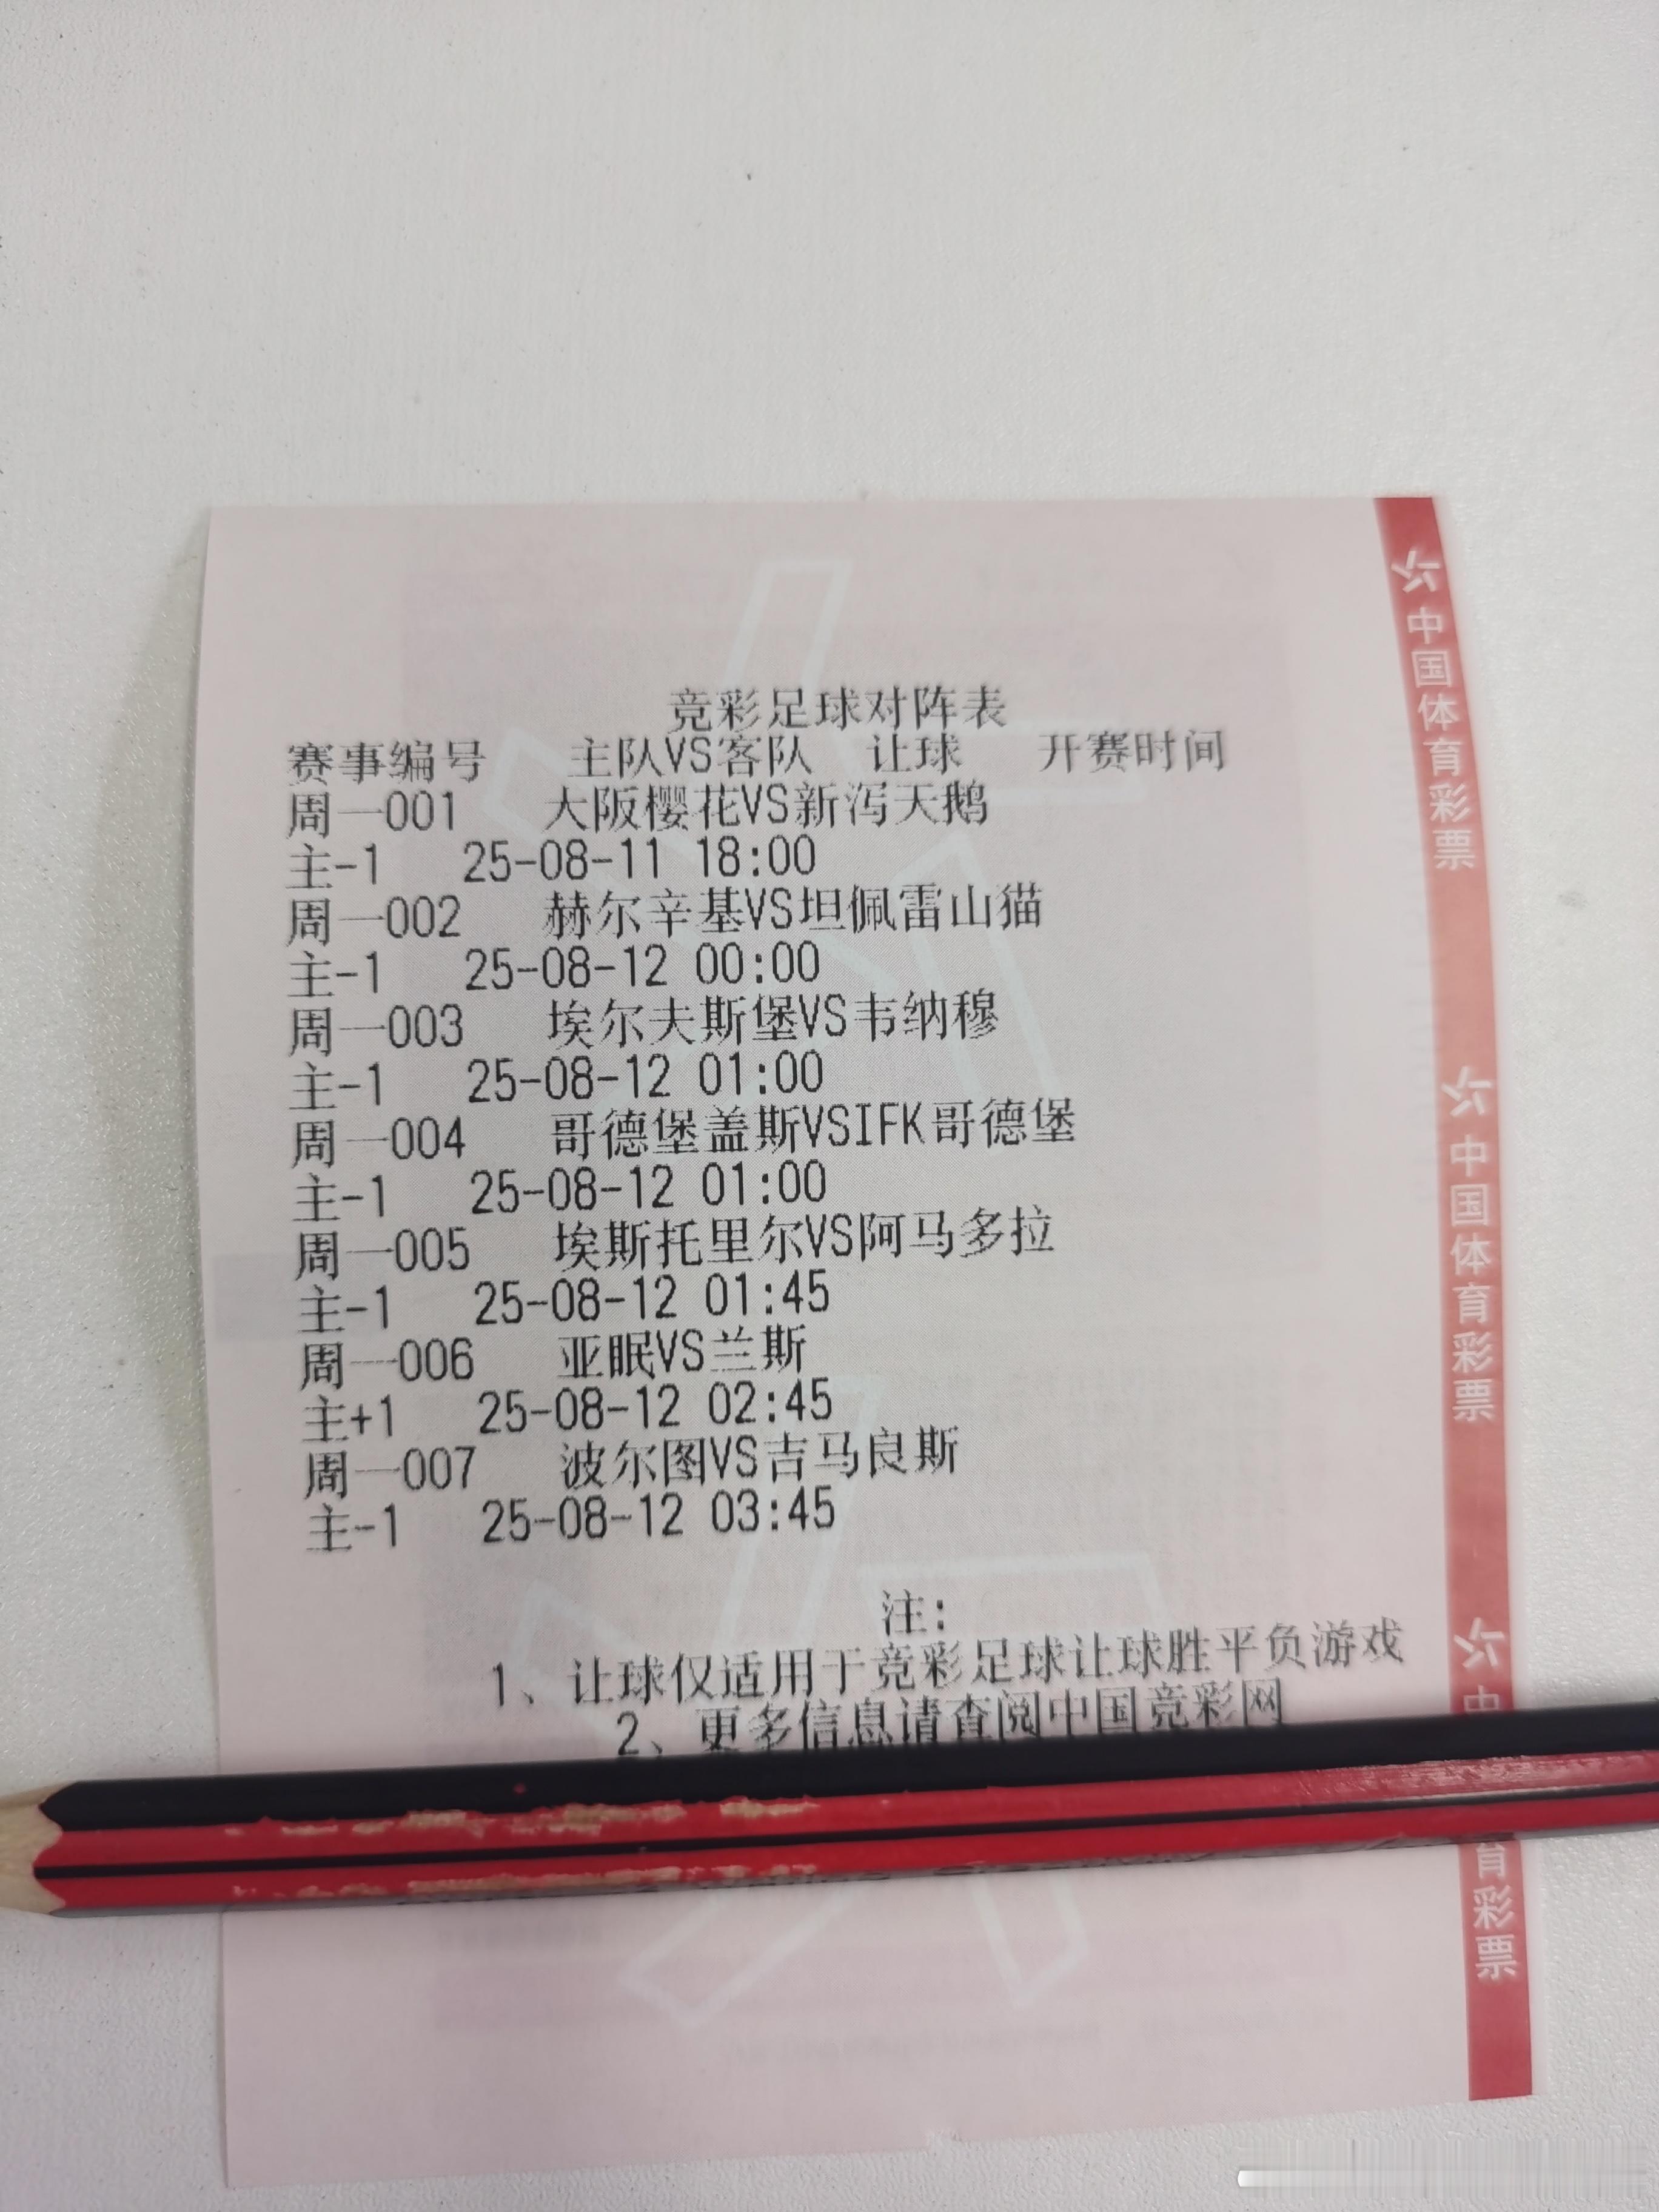 竞彩足球对阵表
赛事编号 主队VS客队 让球 开赛时间
周一001 大阪樱花VS新泻天鹅
主-1 25-08-11 18:00
周一002 赫尔辛基VS坦佩雷山猫
主-1 25-08-12 00:00
周一003 埃尔夫斯堡VS韦纳穆
主-1 25-08-12 01:00
周一004 哥德堡盖斯VSIFK哥德堡
主-1 25-08-12 01:00
周一005 埃斯托里尔VS阿马多拉
主-1 25-08-12 01:45
周一006 亚眠VS兰斯
主+1 25-08-12 02:45
周一007 波尔图VS吉马良斯
主-1 25-08-12 03:45
注:
1、让球仅适用于竞彩足球让球胜平负游戏
2、更多信息请查阅中国竞彩网
中国体育彩票
中国体育彩票
中
育彩票